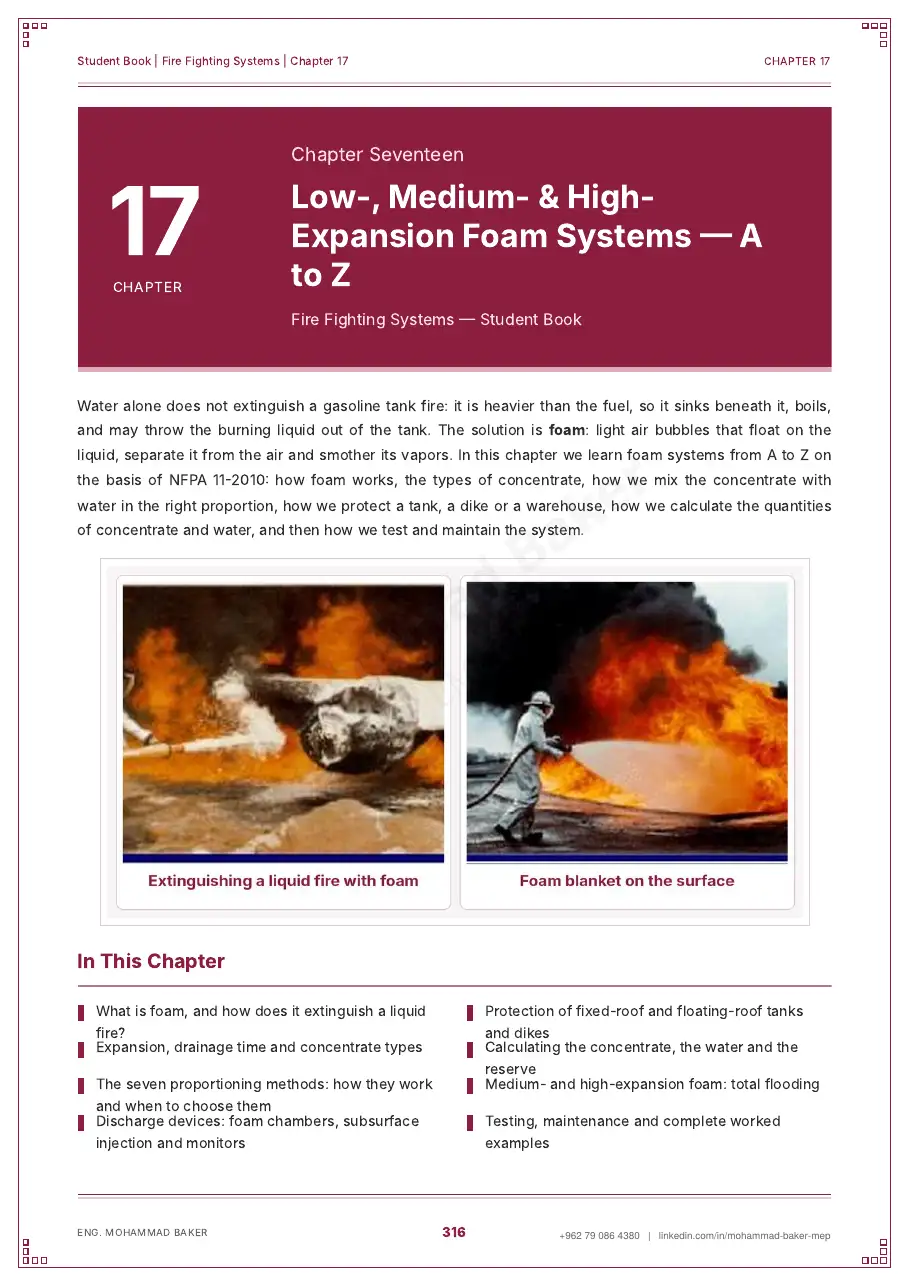 Student Book | Fire Fighting Systems | Chapter 17
CHAPTER 17
17
CHAPTER
Chapter Seventeen
Low-, Medium- & High-
Expansion Foam Systems — A
to Z
Fire Fighting Systems — Student Book
Water alone does not extinguish a gasoline tank fire: it is heavier than the fuel, so it sinks beneath it, boils,
and may throw the burning liquid out of the tank. The solution is foam: light air bubbles that float on the
liquid, separate it from the air and smother its vapors. In this chapter we learn foam systems from A to Z on
the basis of NFPA 11-2010: how foam works, the types of concentrate, how we mix the concentrate with
water in the right proportion, how we protect a tank, a dike or a warehouse, how we calculate the quantities
of concentrate and water, and then how we test and maintain the system.
Extinguishing a liquid fire with foam
Foam blanket on the surface
In This Chapter
What is foam, and how does it extinguish a liquid
fire?
Expansion, drainage time and concentrate types
The seven proportioning methods: how they work
and when to choose them
Discharge devices: foam chambers, subsurface
injection and monitors
Protection of fixed-roof and floating-roof tanks
and dikes
Calculating the concentrate, the water and the
reserve
Medium- and high-expansion foam: total flooding
Testing, maintenance and complete worked
examples
ENG. MOHAMMAD BAKER
316
+962 79 086 4380 | linkedin.com/in/mohammad-baker-mep